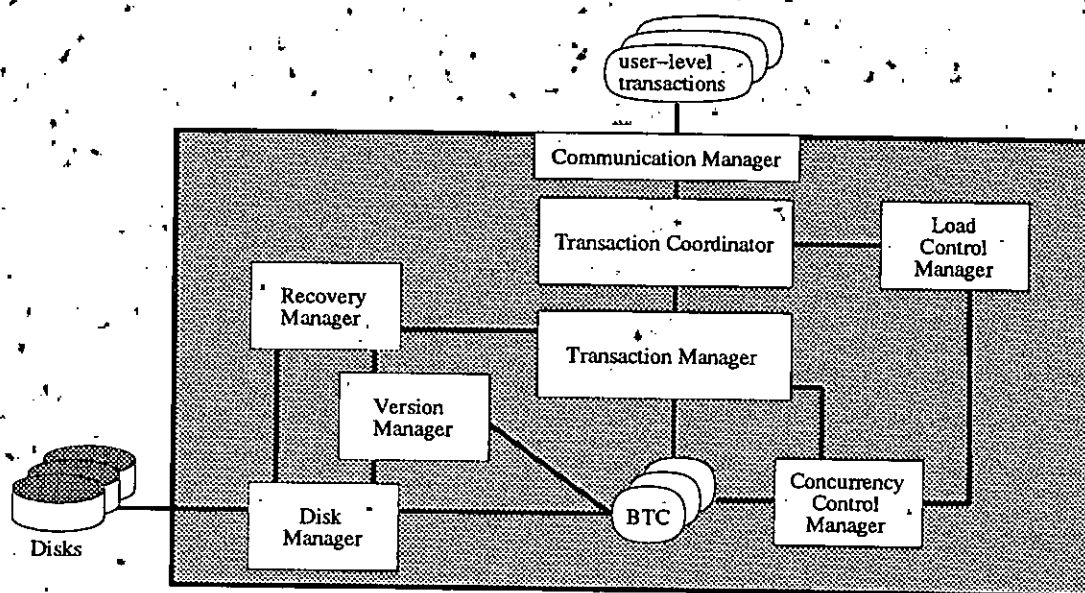 user-level
transactions
Communication Manager
Transaction Coordinator
Load
Control
Manager
Recovery
Manager
Transaction Manager
Version
Manager
Concurrency
Control
Manager
BTC
Disk
Manager
Disks